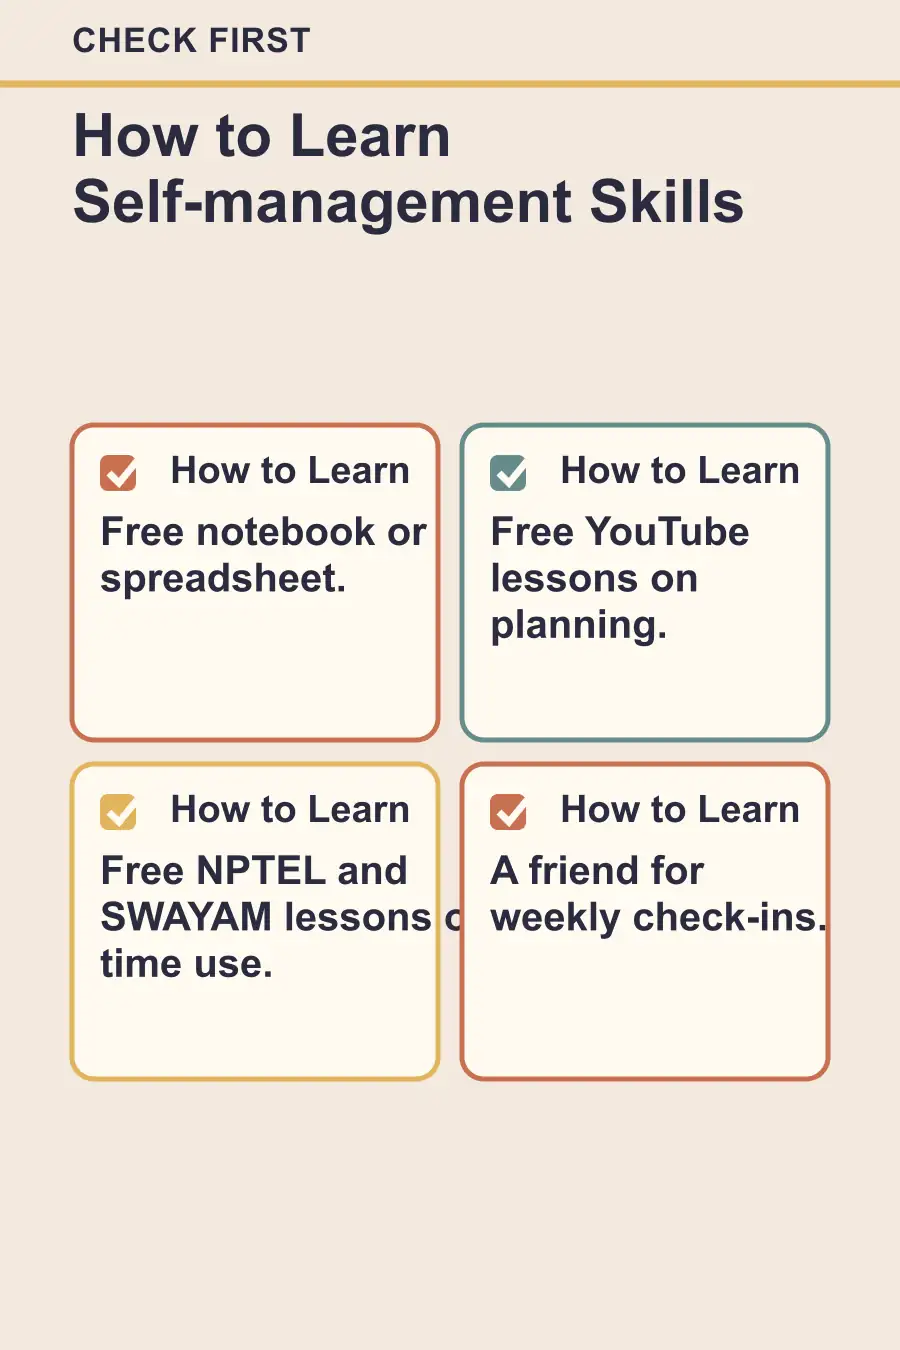 CHECK FIRST
How to Learn
Self-management Skills
How to Learn
Free notebook or
spreadsheet.
How to Learn
Free YouTube
lessons on
planning.
How to Learn
Free NPTEL and
SWAYAM lessons
time use.
How to Learn
A friend for
weekly check-ins.